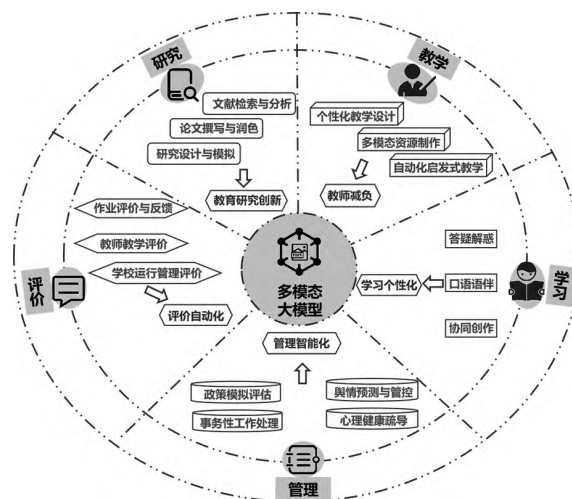 研究
文献检索与分析
论文撰写与润色
研究设计与模拟
教育研究创新
教学
个性化教学设计
多模态资源制作
自动化启发式教学
教师减负
评价
作业评价与反馈
教师教学评价
学校运行管理评价
评价自动化
多模态
大模型
学习
答疑解惑
口语语伴
协同创作
学习个性化
管理智能化
政策模拟评估
舆情预测与管控
事务性工作处理
心理健康疏导
管理